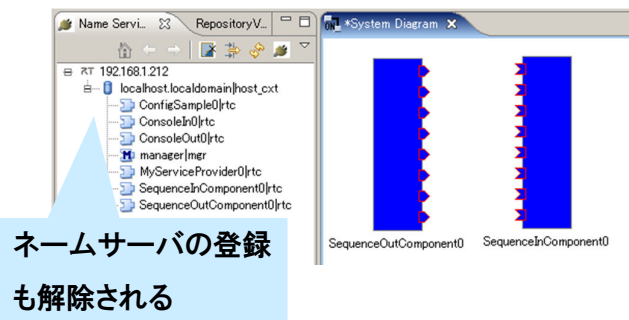 Name Servi...
RepositoryV...
*System Diagram
192.168.1.212
localhost.localdomain|host_cxt
ConfigSample0|rtc
ConsoleIn0|rtc
ConsoleOut0|rtc
manager|mgr
MyServiceProvider0|rtc
SequenceInComponent0|rtc
SequenceOutComponent0|rtc
SequenceOutComponent0
SequenceInComponent0
ネームサーバの登録
も解除される